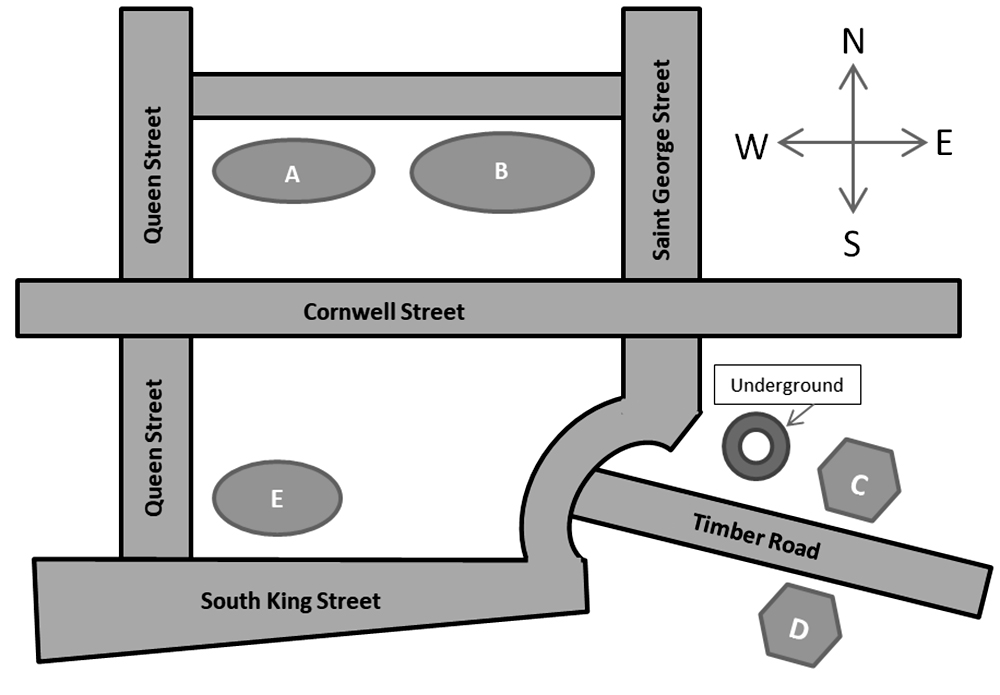 N
W
E
S
Queen Street
Saint George Street
A
B
Cornwell Street
Queen Street
Underground
C
E
Timber Road
South King Street
D